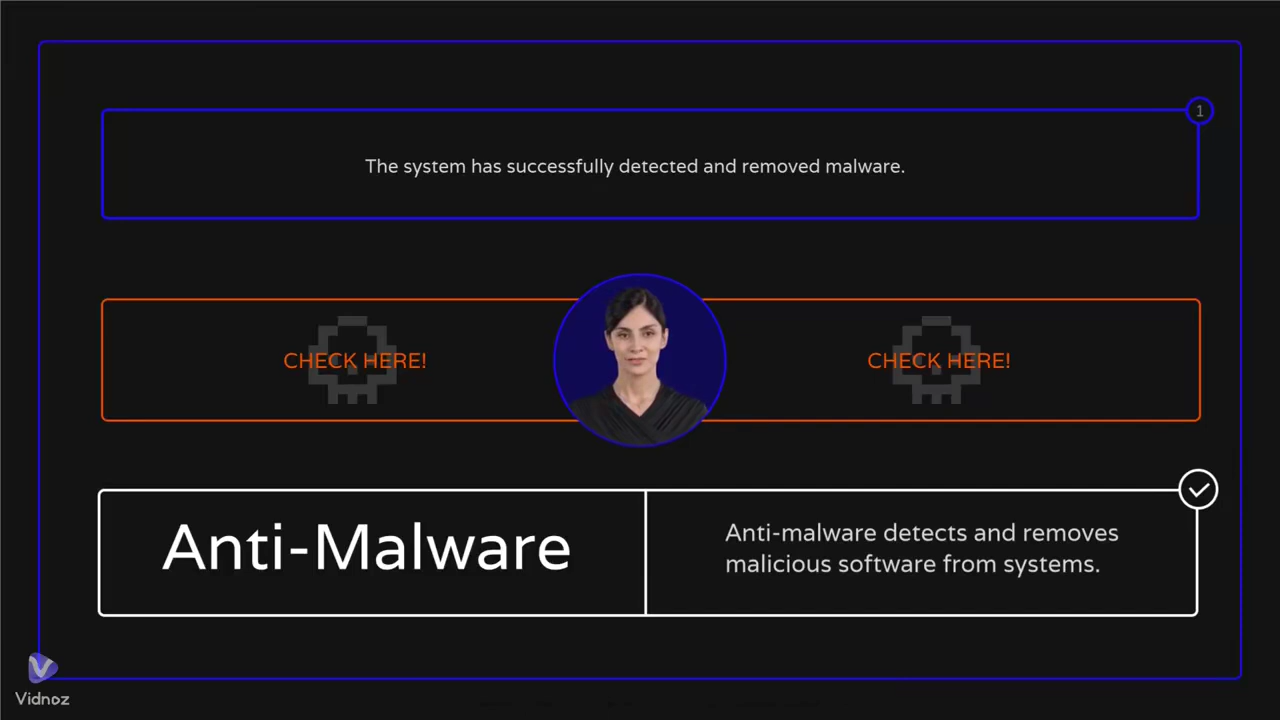 1
The system has successfully detected and removed malware.
CHECK HERE! CHECK HERE!
Anti-Malware
Anti-malware detects and removes
malicious software from systems.
Vidnoz